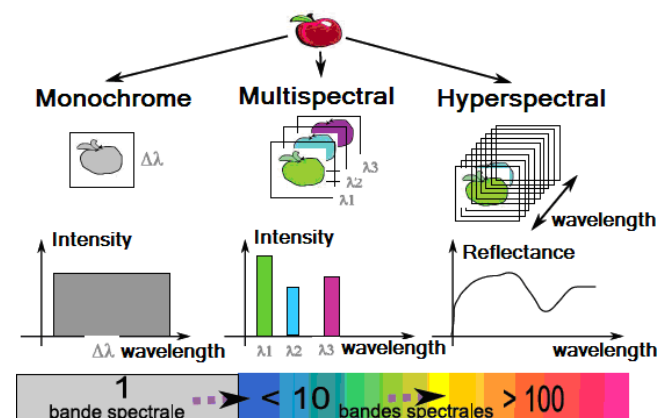 Monochrome
Multispectral
Hyperspectral
Δλ
λ3
λ2
λ1
wavelength
Intensity
Intensity
Reflectance
Δλ wavelength
λ1 λ2 λ3 wavelength
wavelength
1
bande spectrale
< 10
bandes spectrales
> 100